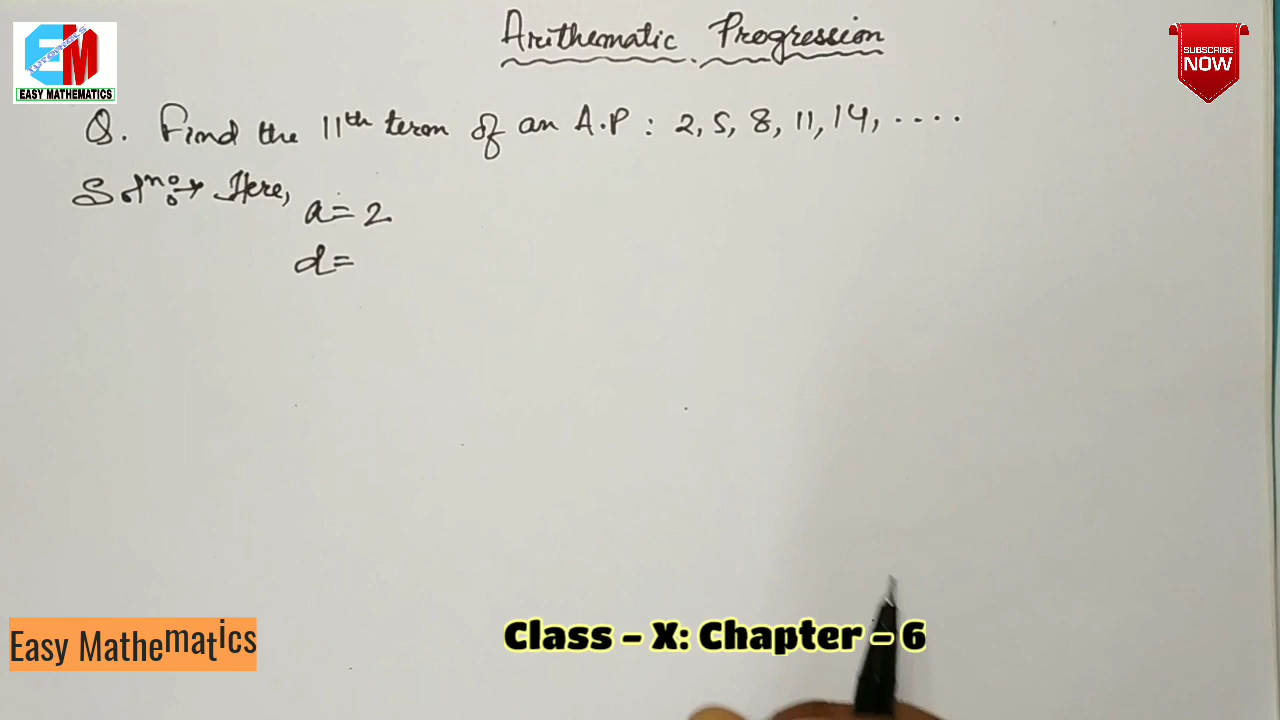 Arithematic Progression
EM
EASY MATHEMATICS
SUBSCRIBE
NOW
Q. Find the 11th term of an A.P : 2, 5, 8, 11, 14, ....
Solno → Here,
a = 2
d =
Easy Mathematics
Class - X: Chapter - 6